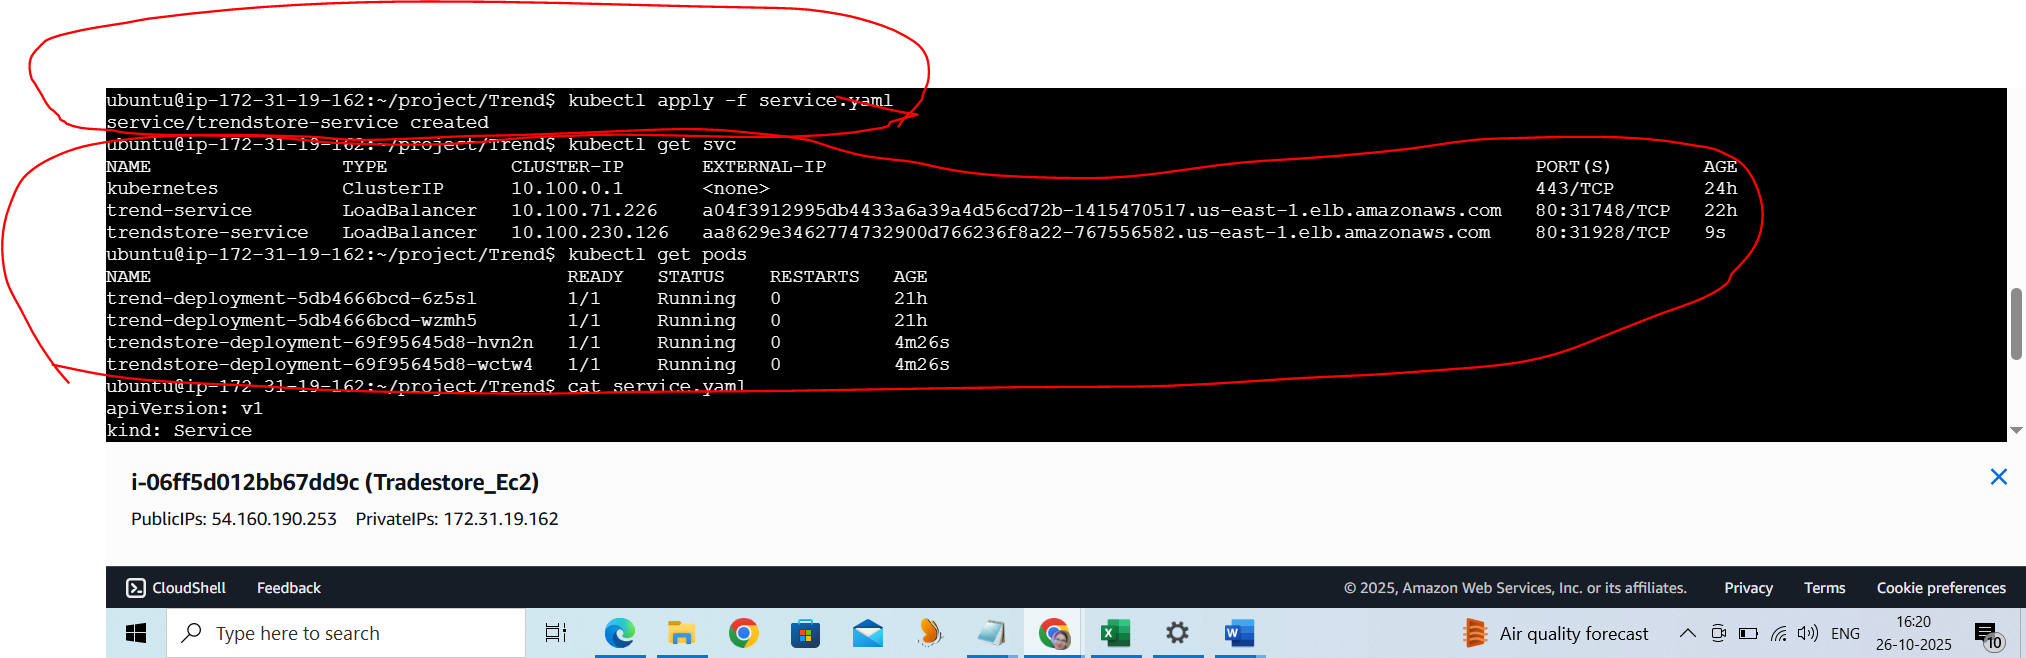 ubuntu@ip-172-31-19-162:~/project/Trend$ kubectl apply -f service.yaml
service/trendstore-service created
ubuntu@ip-172-31-19-162:~/project/Trend$ kubectl get svc
NAME TYPE CLUSTER-IP EXTERNAL-IP PORT(S) AGE
kubernetes ClusterIP 10.100.0.1 <none> 443/TCP 24h
trend-service LoadBalancer 10.100.71.226 a04f3912995db4433a6a39a4d56cd72b-1415470517.us-east-1.elb.amazonaws.com 80:31748/TCP 22h
trendstore-service LoadBalancer 10.100.230.126 aa8629e3462774732900d766236f8a22-767556582.us-east-1.elb.amazonaws.com 80:31928/TCP 9s
ubuntu@ip-172-31-19-162:~/project/Trend$ kubectl get pods
NAME READY STATUS RESTARTS AGE
trend-deployment-5db4666bcd-6z5sl 1/1 Running 0 21h
trend-deployment-5db4666bcd-wzmh5 1/1 Running 0 21h
trendstore-deployment-69f95645d8-hvn2n 1/1 Running 0 4m26s
trendstore-deployment-69f95645d8-wctw4 1/1 Running 0 4m26s
ubuntu@ip-172-31-19-162:~/project/Trend$ cat service.yaml
apiVersion: v1
kind: Service
i-06ff5d012bb67dd9c (Tradestore_Ec2)
PublicIPs: 54.160.190.253 PrivateIPs: 172.31.19.162
CloudShell Feedback © 2025, Amazon Web Services, Inc. or its affiliates. Privacy Terms Cookie preferences
Type here to search Air quality forecast ENG 16:20
26-10-2025 10